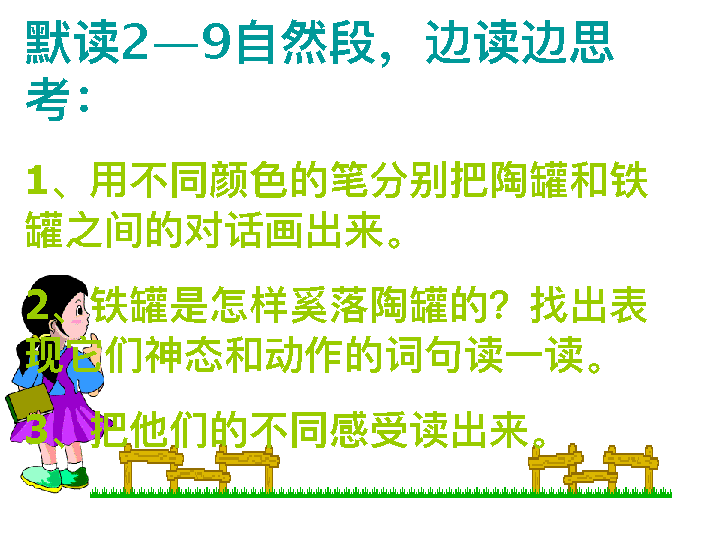 默读2—9自然段，边读边思
考：
1、用不同颜色的笔分别把陶罐和铁
罐之间的对话画出来。
2、铁罐是怎样奚落陶罐的？找出表
现它们神态和动作的词句读一读。
3、把他们的不同感受读出来。